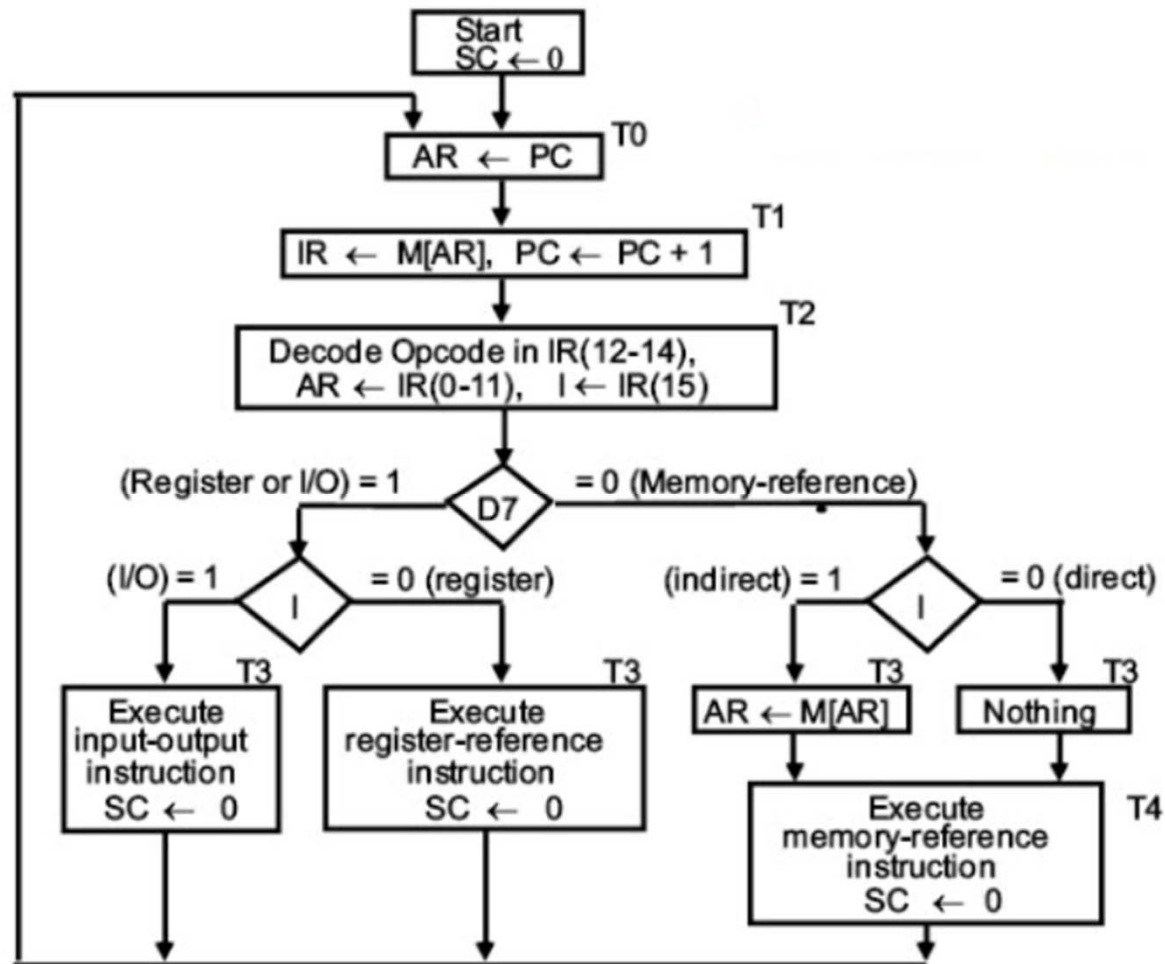 Start
SC ← 0
T0
AR ← PC
T1
IR ← M[AR], PC ← PC + 1
T2
Decode Opcode in IR(12-14),
AR ← IR(0-11), I ← IR(15)
(Register or I/O) = 1
= 0 (Memory-reference)
D7
(I/O) = 1
= 0 (register)
(indirect) = 1
= 0 (direct)
I
I
T3
T3
T3
T3
Execute
input-output
instruction
SC ← 0
Execute
register-reference
instruction
SC ← 0
AR ← M[AR]
Nothing
T4
Execute
memory-reference
instruction
SC ← 0